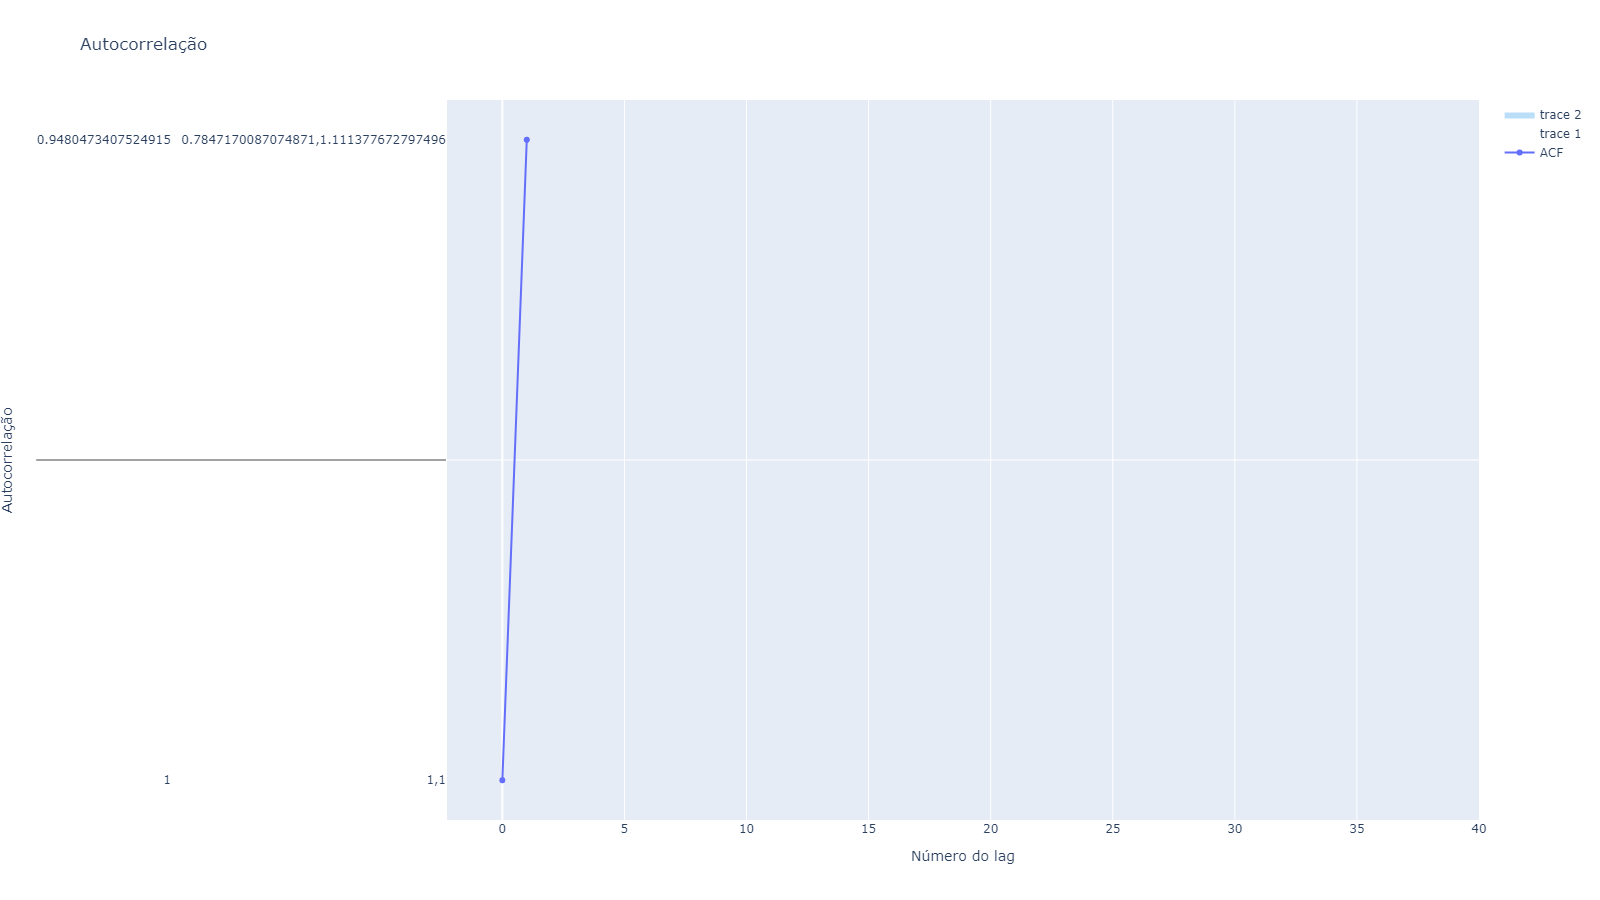 Autocorrelação
trace 2
trace 1
ACF
0.9480473407524915 0.7847170087074871,1.111377672797496
Autocorrelação
1 1,1
0 5 10 15 20 25 30 35 40
Número do lag